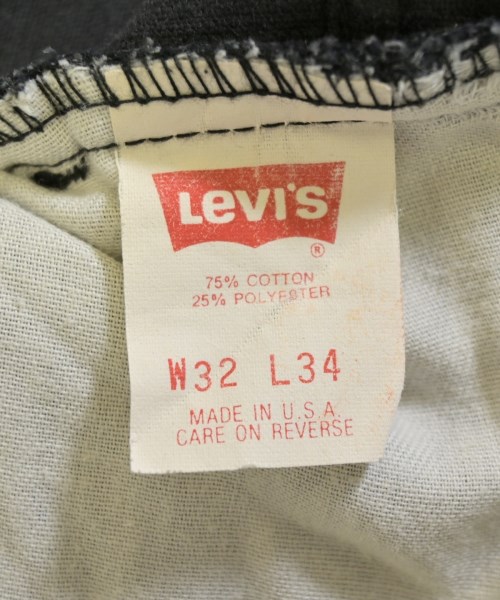 Levi's
®
75% COTTON
25% POLYESTER
W32 L34
MADE IN U.S.A.
CARE ON REVERSE